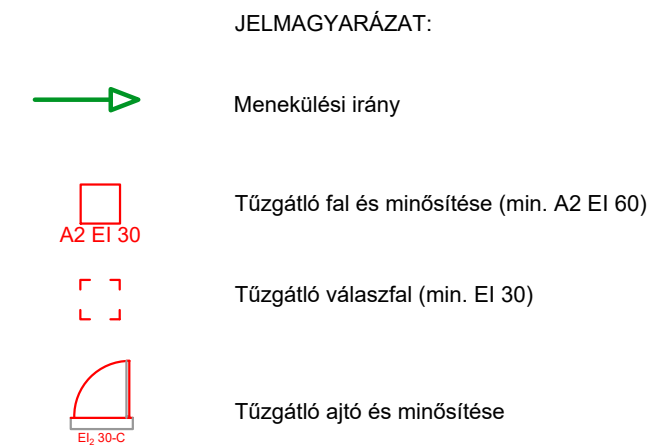 JELMAGYARÁZAT:
Menekülési irány
Tűzgátló fal és minősítése (min. A2 EI 60)
A2 EI 30
Tűzgátló válaszfal (min. EI 30)
Tűzgátló ajtó és minősítése
EI₂ 30-C